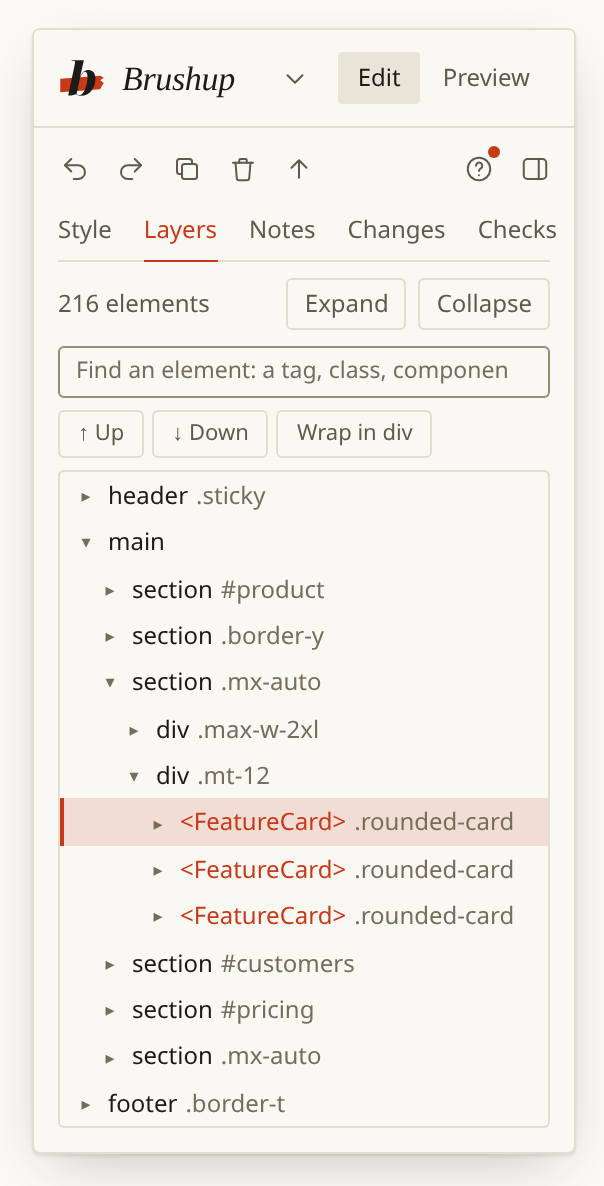 b Brushup Edit Preview
Style Layers Notes Changes Checks
216 elements Expand Collapse
Find an element: a tag, class, componen
↑ Up ↓ Down Wrap in div
▸ header .sticky
▾ main
▸ section #product
▸ section .border-y
▾ section .mx-auto
▸ div .max-w-2xl
▾ div .mt-12
▸ <FeatureCard> .rounded-card
▸ <FeatureCard> .rounded-card
▸ <FeatureCard> .rounded-card
▸ section #customers
▸ section #pricing
▸ section .mx-auto
▸ footer .border-t